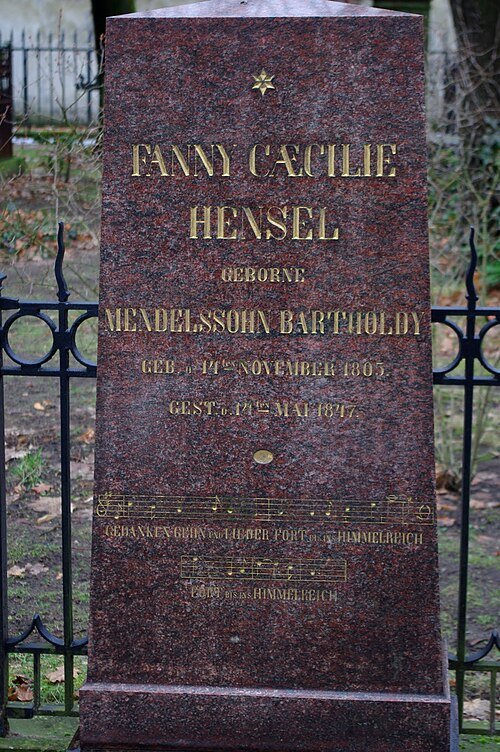 FANNY CÆCILIE
HENSEL
GEBORNE
MENDELSSOHN BARTHOLDY
GEB. D. 14ten NOVEMBER 1805.
GEST. D. 14ten MAI 1847.
GEDANKEN GEHN UND LIEDER FORT BIS INS HIMMELREICH
FORT BIS INS HIMMELREICH